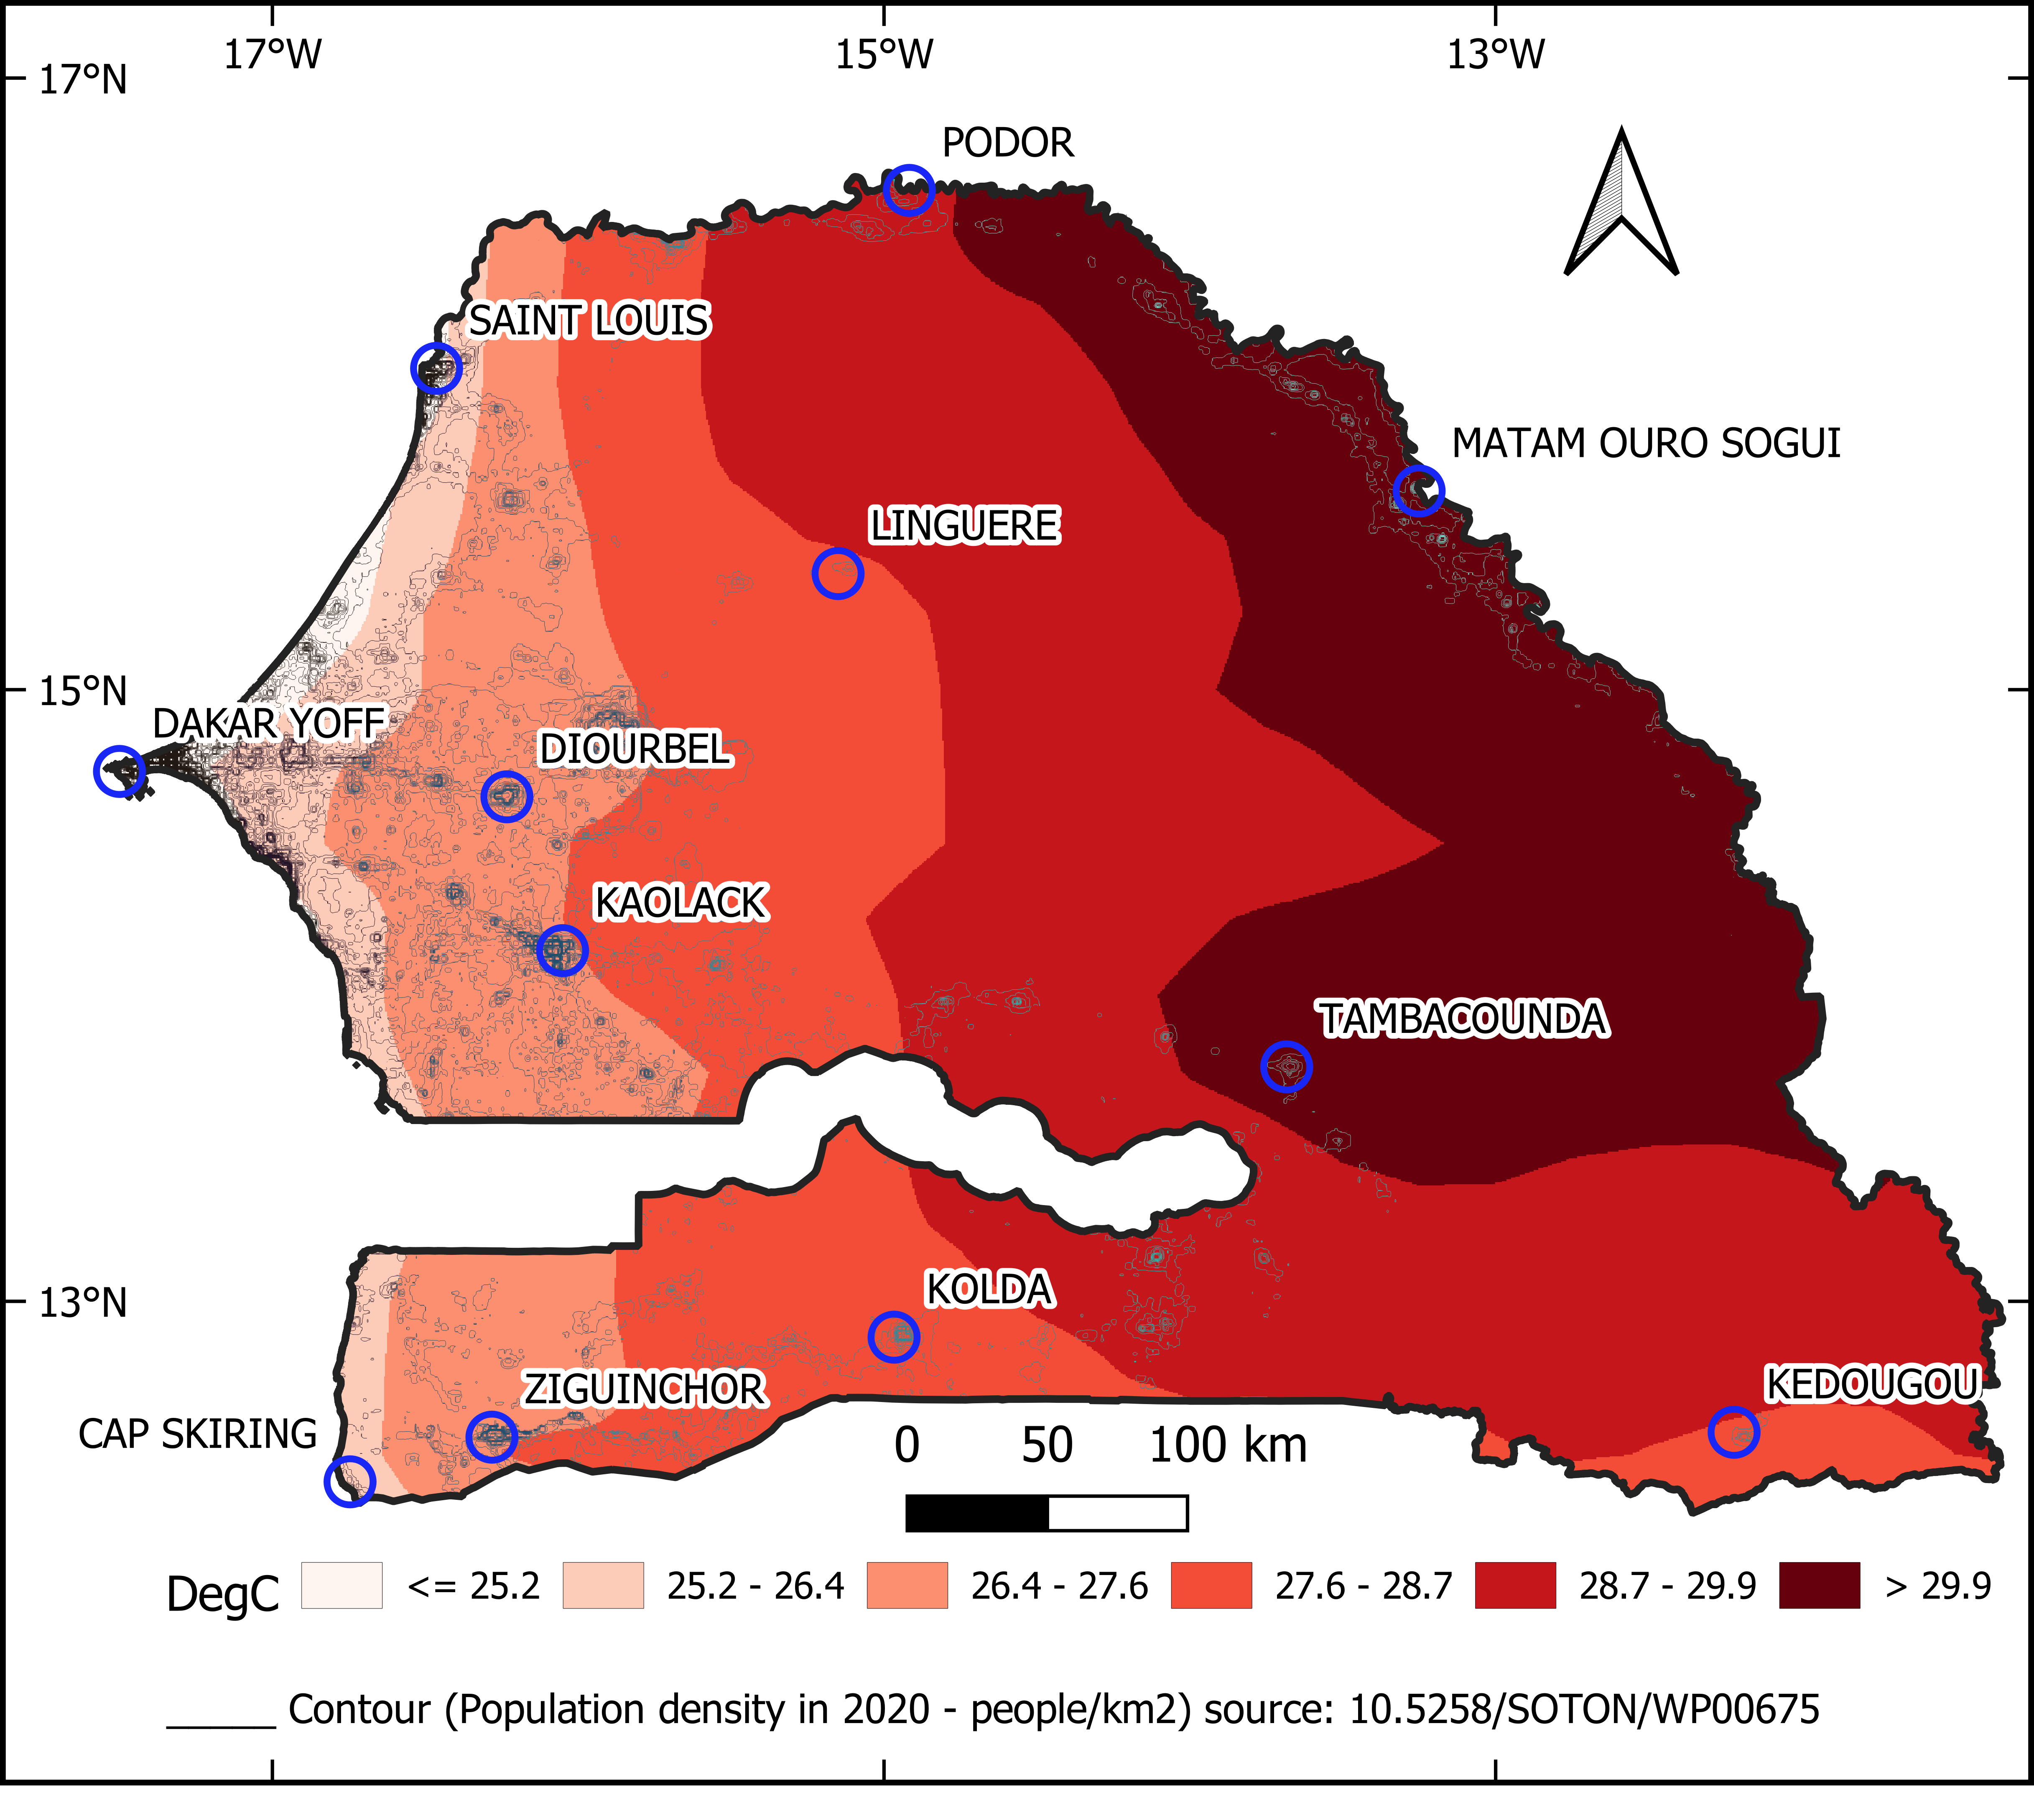 17°W 15°W 13°W
17°N
PODOR
SAINT LOUIS
MATAM OURO SOGUI
LINGUERE
15°N
DAKAR YOFF
DIOURBEL
KAOLACK
TAMBACOUNDA
KOLDA
13°N
KEDOUGOU
ZIGUINCHOR
CAP SKIRING
0 50 100 km
DegC <= 25.2 25.2 - 26.4 26.4 - 27.6 27.6 - 28.7 28.7 - 29.9 > 29.9
Contour (Population density in 2020 - people/km2) source: 10.5258/SOTON/WP00675